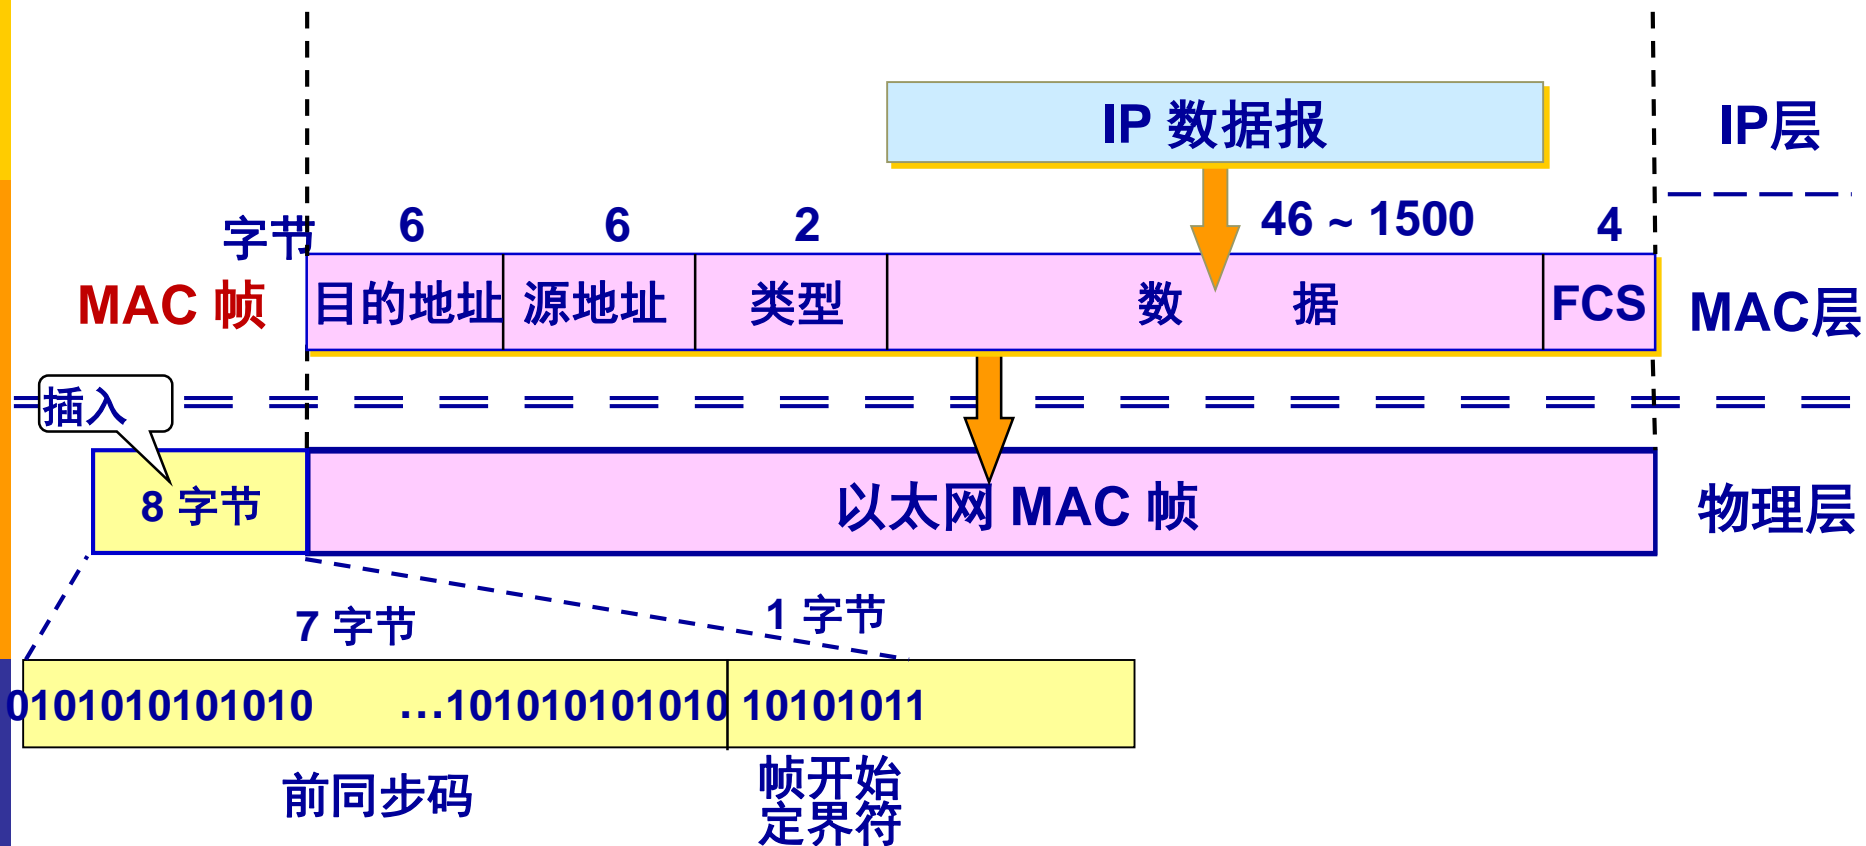 IP 数据报
IP层
字节
6
6
2
46 ~ 1500
4
MAC 帧
目的地址
源地址
类型
数 据
FCS
MAC层
插入
8 字节
以太网 MAC 帧
物理层
7 字节
1 字节
0101010101010 …101010101010
10101011
前同步码
帧开始
定界符